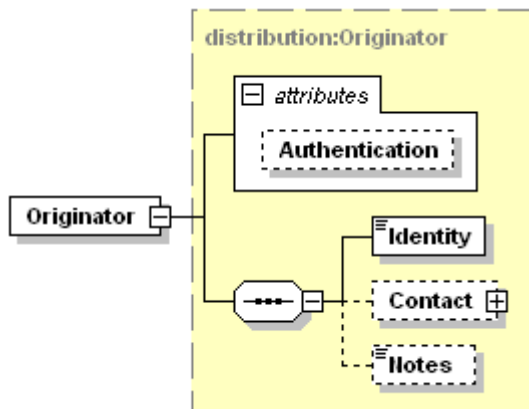 distribution:Originator
attributes
Authentication
Originator
Identity
Contact
Notes